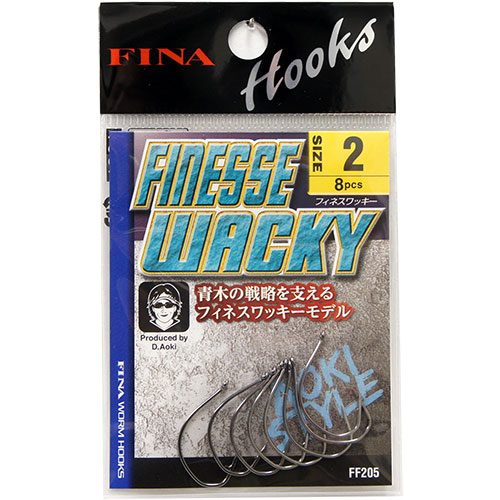 FINA Hooks
SIZE 2
8pcs
フィネスワッキー
FINESSE
WACKY
青木の戦略を支える
フィネスワッキーモデル
Produced by
D.Aoki
AOKI
STYLE
FINA WORM HOOKS
FF205